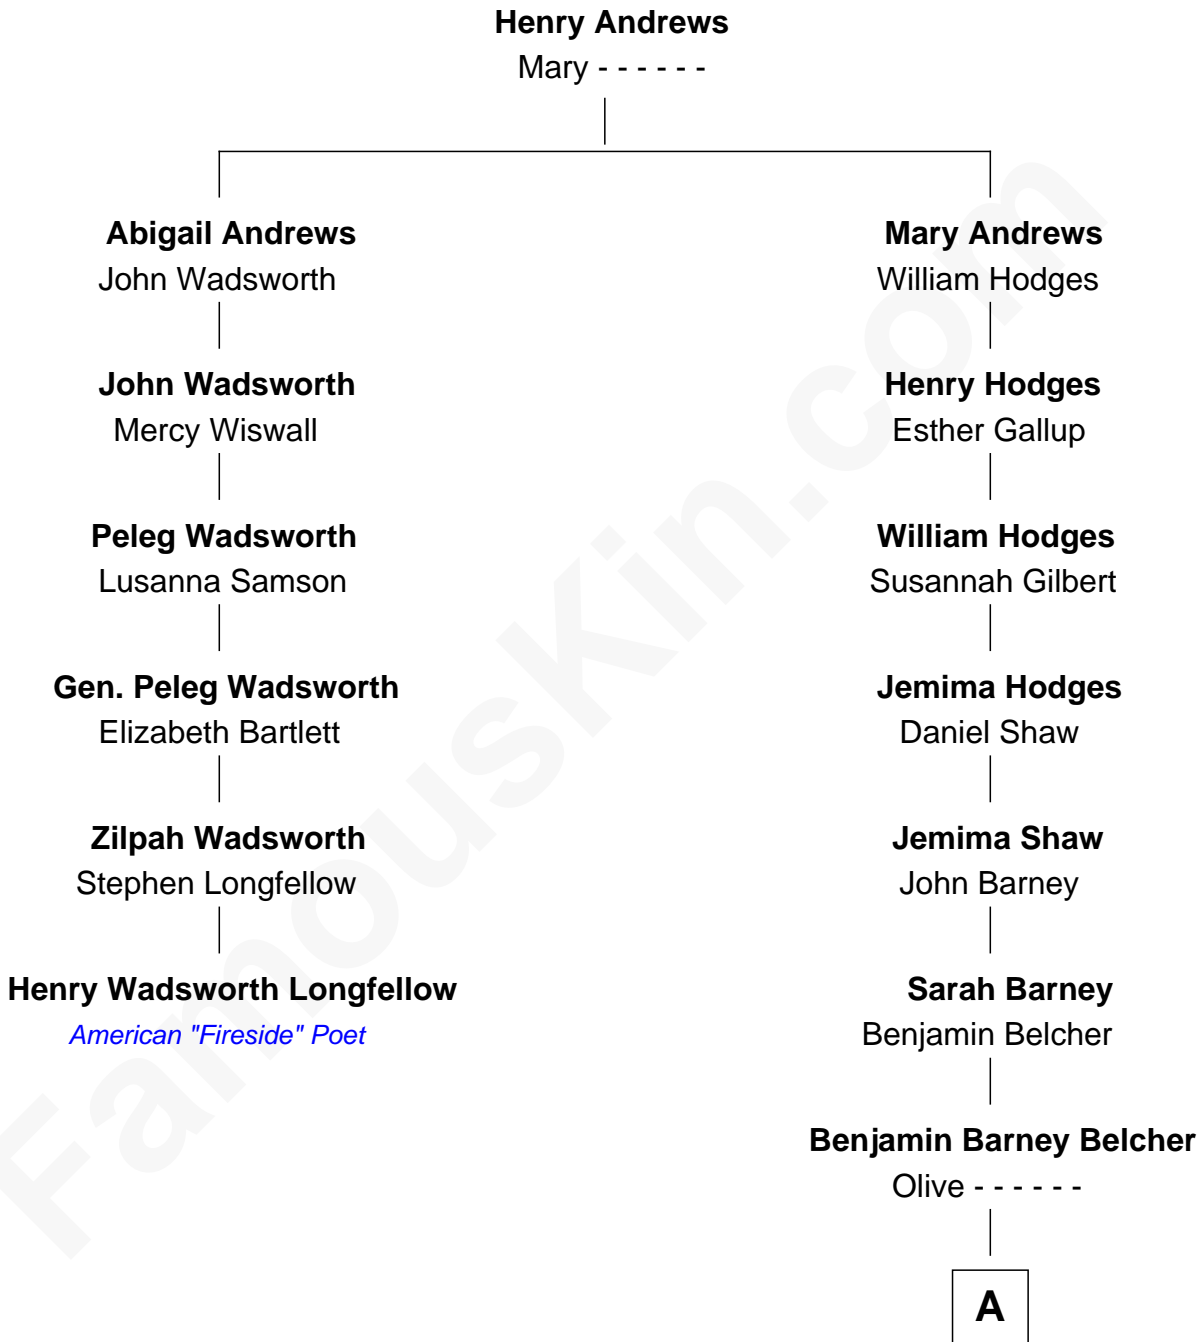 Henry Andrews
Mary - - - - - -
Abigail Andrews
John Wadsworth
Mary Andrews
William Hodges
John Wadsworth
Mercy Wiswall
Henry Hodges
Esther Gallup
Peleg Wadsworth
Lusanna Samson
William Hodges
Susannah Gilbert
Gen. Peleg Wadsworth
Elizabeth Bartlett
Jemima Hodges
Daniel Shaw
Zilpah Wadsworth
Stephen Longfellow
Jemima Shaw
John Barney
Henry Wadsworth Longfellow
American "Fireside" Poet
Sarah Barney
Benjamin Belcher
Benjamin Barney Belcher
Olive - - - - - -
A
FamousKin.com